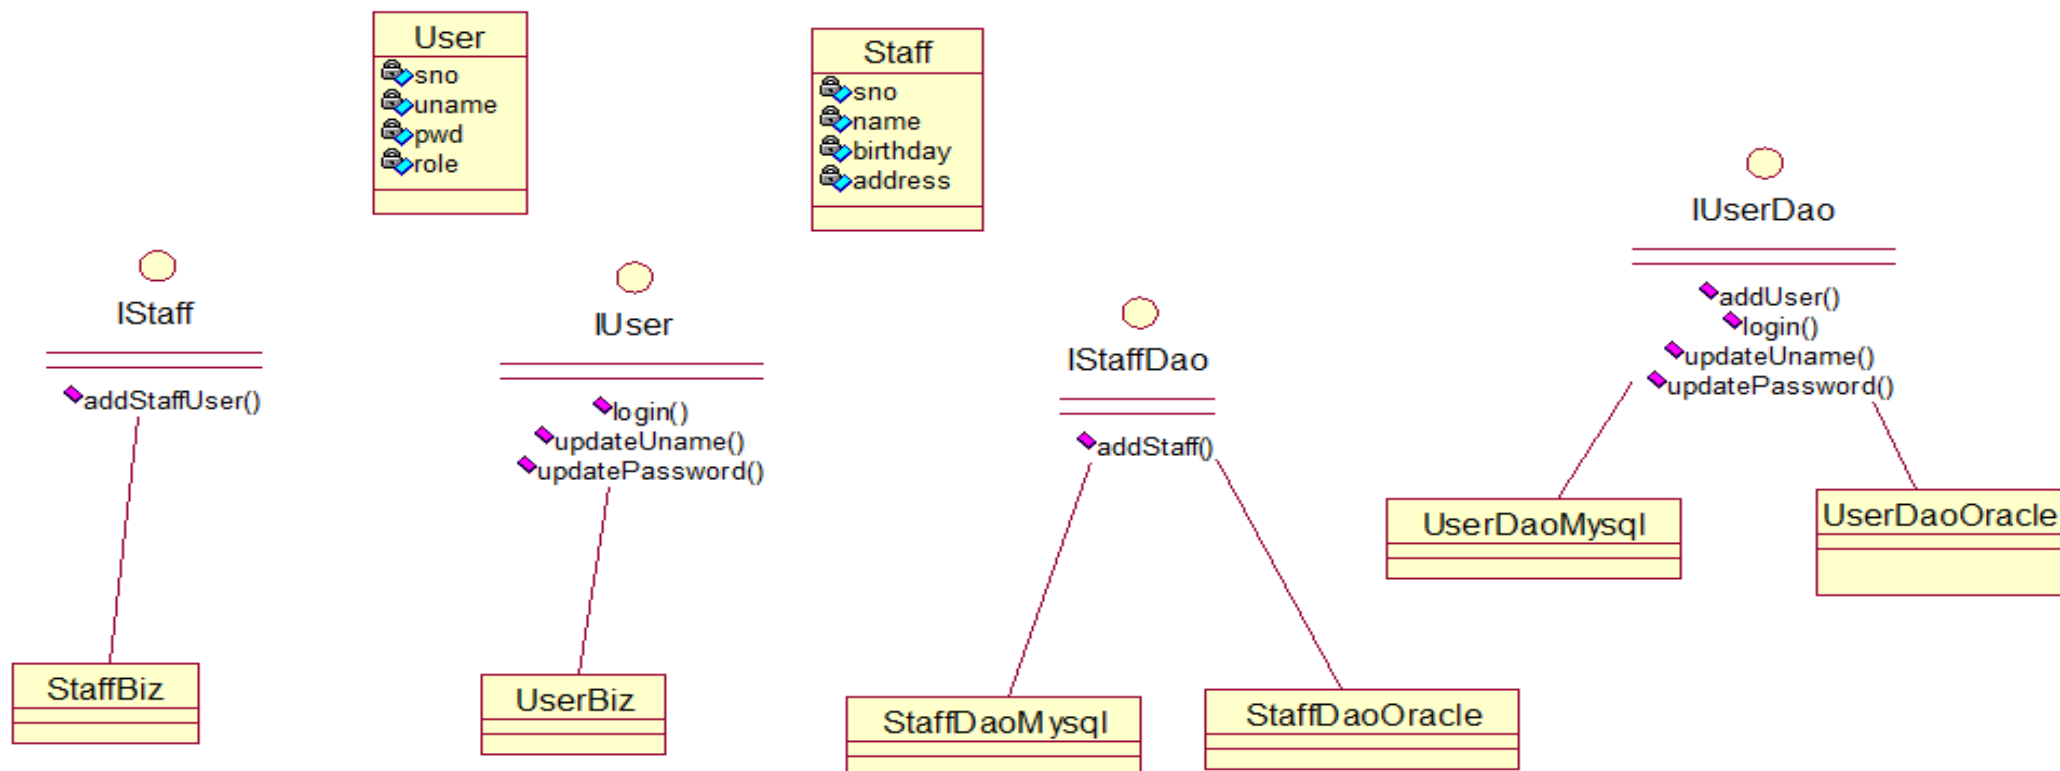 User
sno
uname
pwd
role
Staff
sno
name
birthday
address
IStaff
addStaffUser()
StaffBiz
IUser
login()
updateUname()
updatePassword()
UserBiz
IStaffDao
addStaff()
StaffDaoMysql
StaffDaoOracle
IUserDao
addUser()
login()
updateUname()
updatePassword()
UserDaoMysql
UserDaoOracle